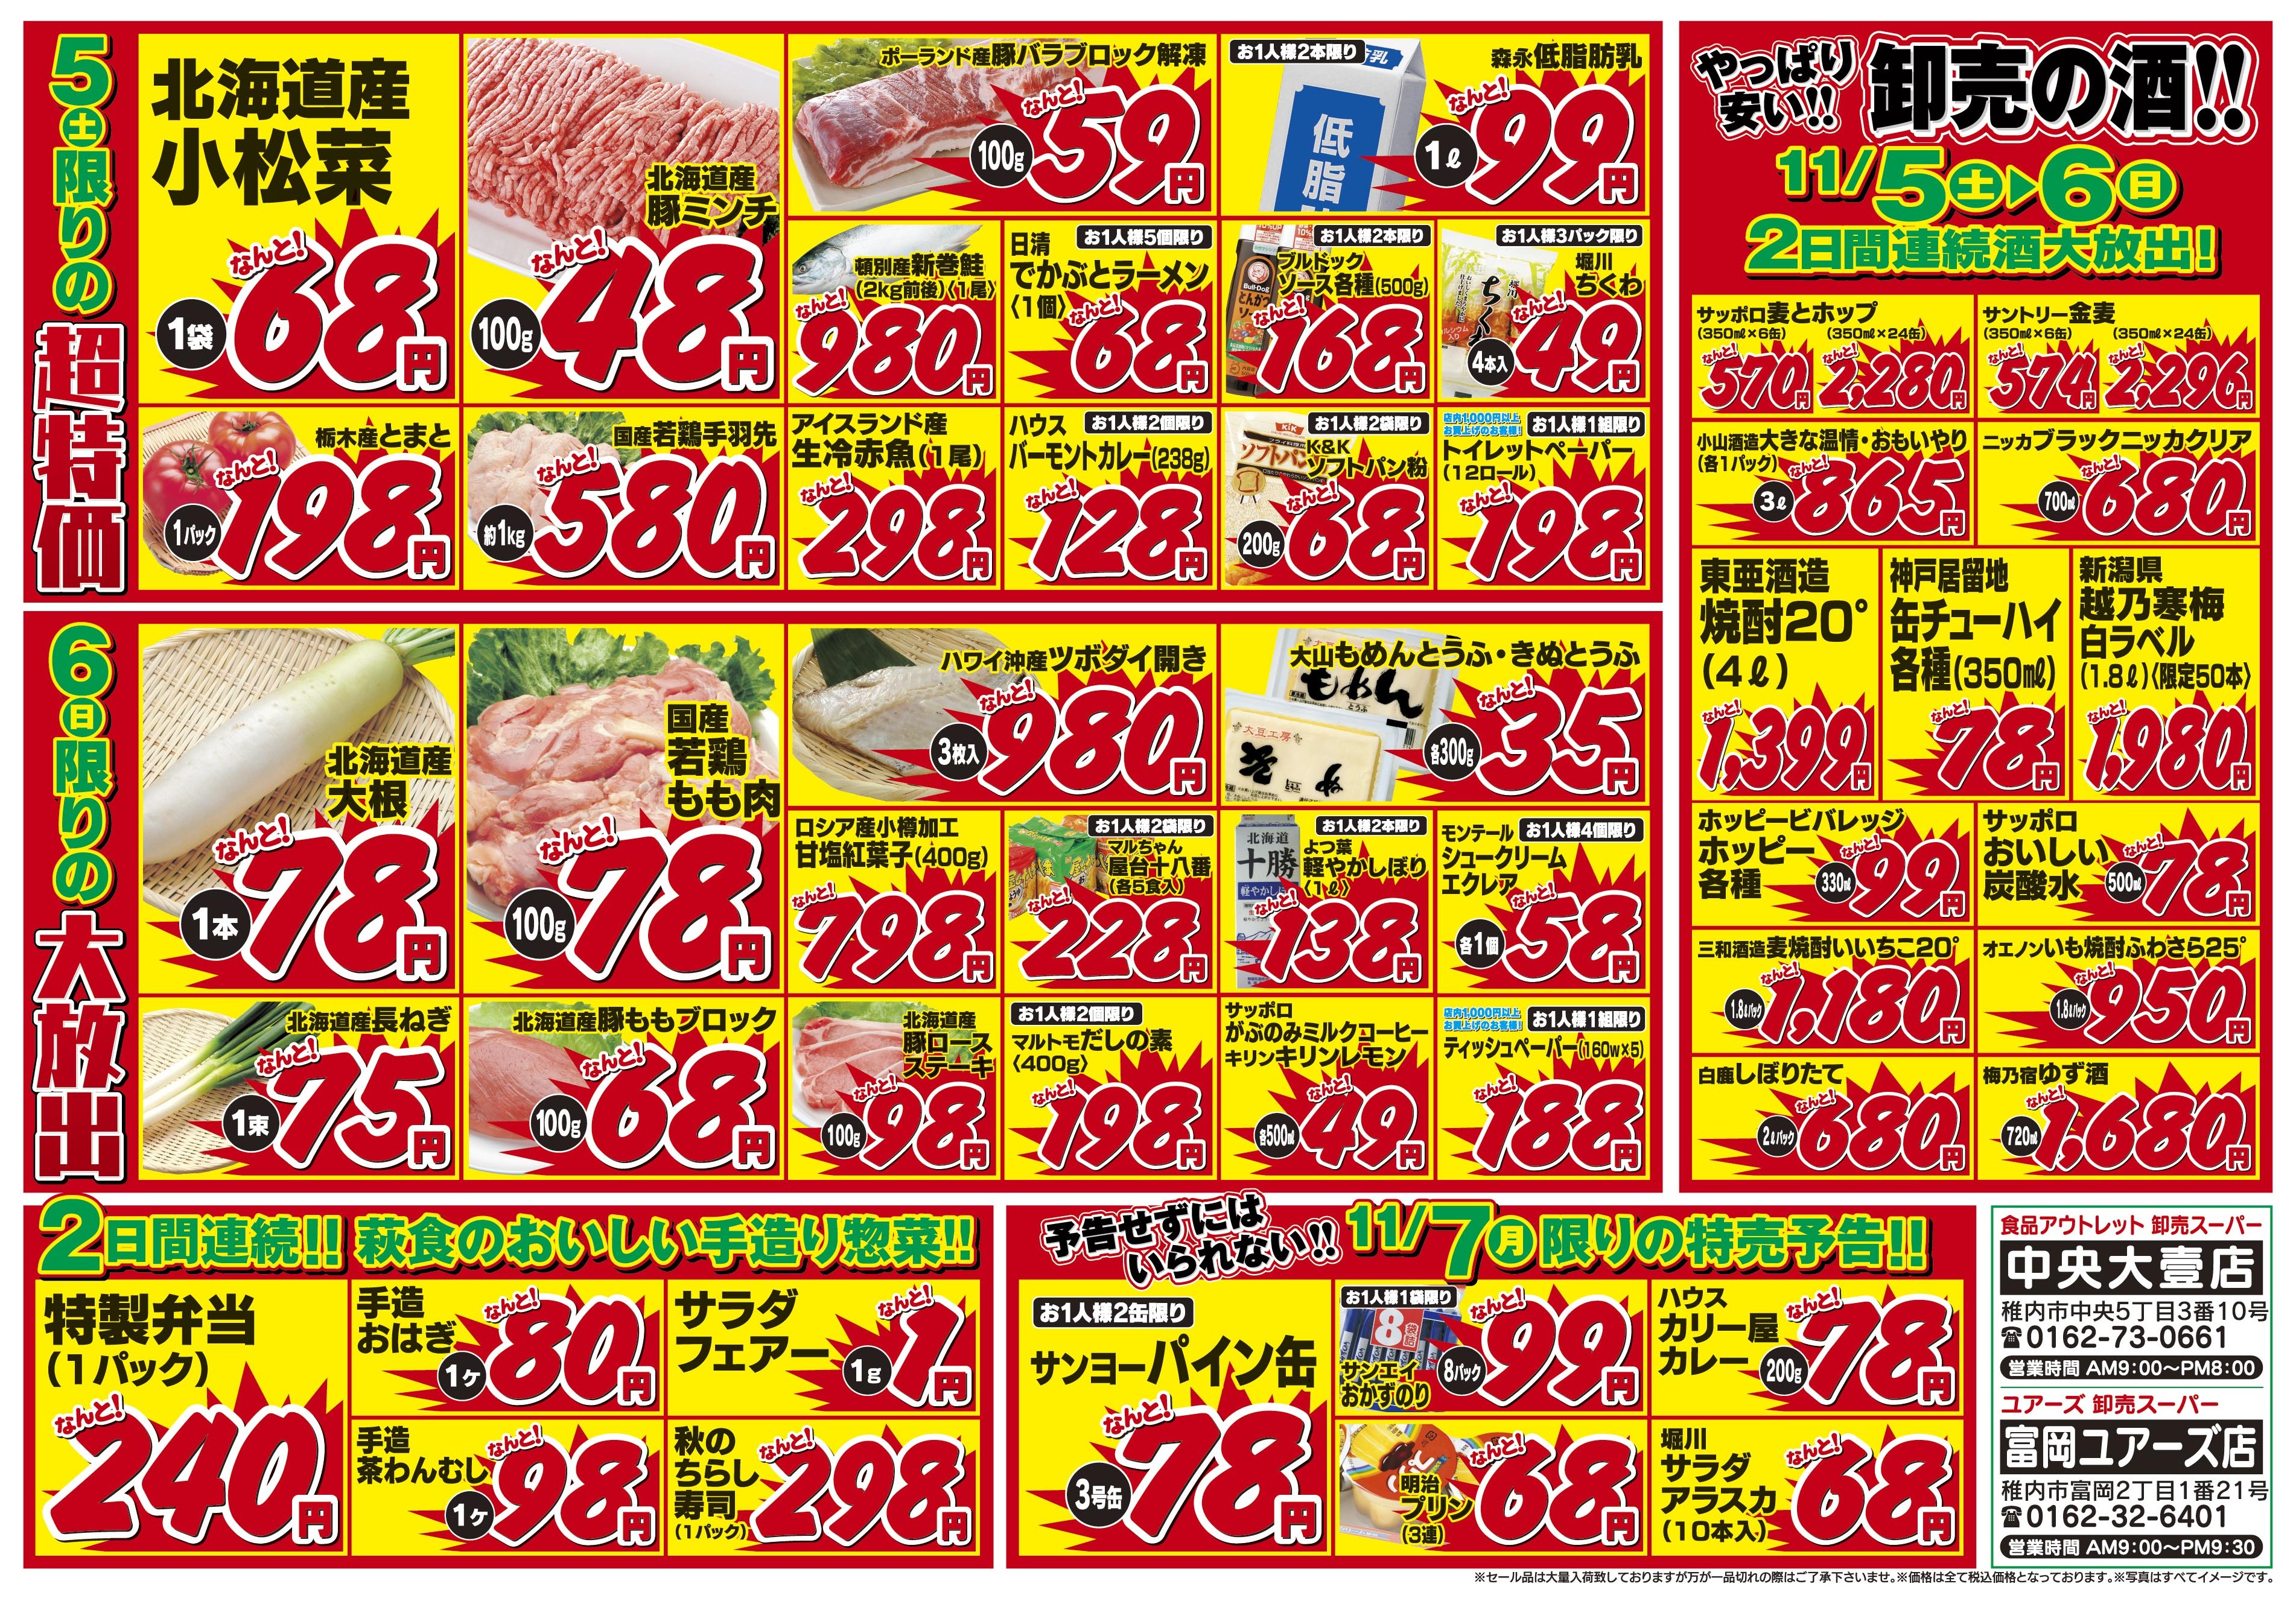 5㊏限りの
超特価
北海道産
小松菜
なんと!
1袋
68円
北海道産
豚ミンチ
なんと!
100g
48円
ポーランド産豚バラブロック解凍
なんと!
100g
59円
お1人様2本限り
森永低脂肪乳
低脂
なんと!
1ℓ
99円
頓別産新巻鮭
(2kg前後)〈1尾〉
なんと!
980円
お1人様5個限り
日清
でかぶとラーメン
〈1個〉
なんと!
68円
お1人様2本限り
ブルドック
ソース各種(500g)
Bull-Dog
とんかつ
なんと!
168円
お1人様3パック限り
堀川
ちくわ
なんと!
4本入
49円
栃木産とまと
なんと!
1パック
198円
国産若鶏手羽先
なんと!
約1kg
580円
アイスランド産
生冷赤魚(1尾)
なんと!
298円
お1人様2個限り
ハウス
バーモントカレー(238g)
なんと!
128円
お1人様2袋限り
K&K
ソフトパン粉
なんと!
200g
68円
店内1,000円以上
お買上げのお客様!
お1人様1組限り
トイレットペーパー
(12ロール)
なんと!
198円
6㊐限りの
大放出
北海道産
大根
なんと!
1本
78円
国産
若鶏
もも肉
なんと!
100g
78円
ハワイ沖産ツボダイ開き
なんと!
3枚入
980円
大山もめんとうふ・きぬとうふ
もめん
とうふ
大豆工房
きぬ
なんと!
各300g
35円
ロシア産小樽加工
甘塩紅葉子(400g)
なんと!
798円
お1人様2袋限り
マルちゃん
屋台十八番
(各5食入)
なんと!
228円
お1人様2本限り
よつ葉
軽やかしぼり
〈1ℓ〉
北海道
十勝
なんと!
138円
お1人様4個限り
モンテール
シュークリーム
エクレア
なんと!
各1個
58円
北海道産長ねぎ
なんと!
1束
75円
北海道産豚ももブロック
なんと!
100g
68円
北海道産
豚ロース
ステーキ
なんと!
100g
98円
お1人様2個限り
マルトモだしの素
〈400g〉
なんと!
198円
サッポロ
がぶのみミルクコーヒー
キリンキリンレモン
なんと!
各500㎖
49円
店内1,000円以上
お買上げのお客様!
お1人様1組限り
ティッシュペーパー(160w×5)
なんと!
188円
やっぱり
安い!!
卸売の酒!!
11/5㊏▶6㊐
2日間連続酒大放出!
サッポロ麦とホップ
(350㎖×6缶) (350㎖×24缶)
なんと! なんと!
570円 2,280円
サントリー金麦
(350㎖×6缶) (350㎖×24缶)
なんと! なんと!
574円 2,296円
小山酒造大きな温情・おもいやり
(各1パック)
なんと!
3ℓ
865円
ニッカブラックニッカクリア
なんと!
700㎖
680円
東亜酒造
焼酎20°
(4ℓ)
なんと!
1,399円
神戸居留地
缶チューハイ
各種(350㎖)
なんと!
78円
新潟県
越乃寒梅
白ラベル
(1.8ℓ)〈限定50本〉
なんと!
1,980円
ホッピービバレッジ
ホッピー
各種
なんと!
330㎖
99円
サッポロ
おいしい
炭酸水
なんと!
500㎖
78円
三和酒造麦焼酎いいちこ20°
なんと!
1.8ℓパック
1,180円
オエノンいも焼酎ふわさら25°
なんと!
1.8ℓパック
950円
白鹿しぼりたて
なんと!
2ℓパック
680円
梅乃宿ゆず酒
なんと!
720㎖
1,680円
2日間連続!! 萩食のおいしい手造り惣菜!!
特製弁当
(1パック)
なんと!
240円
手造
おはぎ
なんと!
1ヶ
80円
サラダ
フェアー
なんと!
1g
1円
手造
茶わんむし
なんと!
1ヶ
98円
秋の
ちらし
寿司
(1パック)
なんと!
298円
予告せずには
いられない!!
11/7㊊限りの特売予告!!
お1人様2缶限り
サンヨーパイン缶
なんと!
3号缶
78円
お1人様1袋限り
8袋詰
サンエイ
おかずのり
なんと!
8パック
99円
ハウス
カリー屋
カレー
なんと!
200g
78円
明治
プリン
(3連)
なんと!
68円
堀川
サラダ
アラスカ
(10本入)
なんと!
68円
食品アウトレット 卸売スーパー
中央大壹店
稚内市中央5丁目3番10号
☎0162-73-0661
営業時間 AM9:00〜PM8:00
ユアーズ 卸売スーパー
富岡ユアーズ店
稚内市富岡2丁目1番21号
☎0162-32-6401
営業時間 AM9:00〜PM9:30
※セール品は大量入荷致しておりますが万が一品切れの際はご了承下さいませ。※価格は全て税込価格となっております。※写真はすべてイメージです。